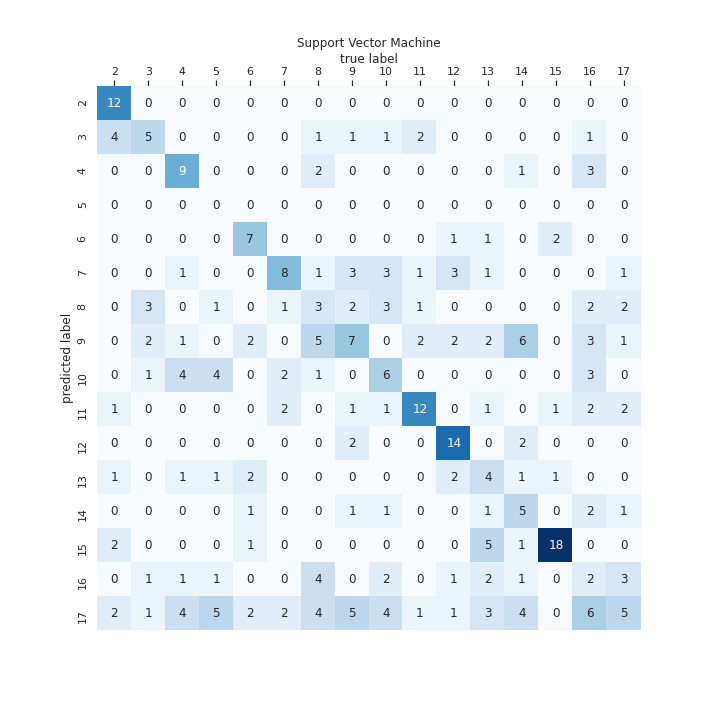 Support Vector Machine
true label
2 3 4 5 6 7 8 9 10 11 12 13 14 15 16 17
predicted label
2 12 0 0 0 0 0 0 0 0 0 0 0 0 0 0 0
3 4 5 0 0 0 0 1 1 1 2 0 0 0 0 1 0
4 0 0 9 0 0 0 2 0 0 0 0 0 1 0 3 0
5 0 0 0 0 0 0 0 0 0 0 0 0 0 0 0 0
6 0 0 0 0 7 0 0 0 0 0 1 1 0 2 0 0
7 0 0 1 0 0 8 1 3 3 1 3 1 0 0 0 1
8 0 3 0 1 0 1 3 2 3 1 0 0 0 0 2 2
9 0 2 1 0 2 0 5 7 0 2 2 2 6 0 3 1
10 0 1 4 4 0 2 1 0 6 0 0 0 0 0 3 0
11 1 0 0 0 0 2 0 1 1 12 0 1 0 1 2 2
12 0 0 0 0 0 0 0 2 0 0 14 0 2 0 0 0
13 1 0 1 1 2 0 0 0 0 0 2 4 1 1 0 0
14 0 0 0 0 1 0 0 1 1 0 0 1 5 0 2 1
15 2 0 0 0 1 0 0 0 0 0 0 5 1 18 0 0
16 0 1 1 1 0 0 4 0 2 0 1 2 1 0 2 3
17 2 1 4 5 2 2 4 5 4 1 1 3 4 0 6 5